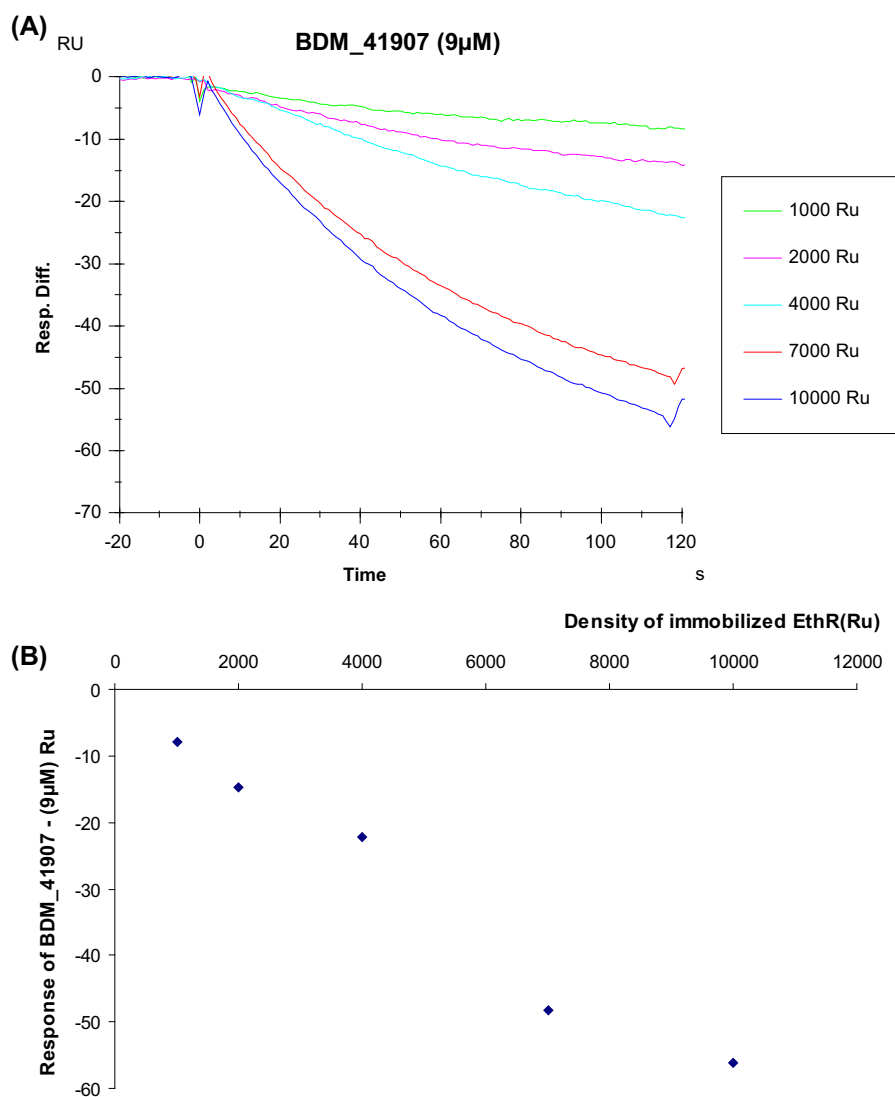 (A)
RU
BDM_41907 (9µM)
0
-10
-20
-30
-40
-50
-60
-70
Resp. Diff.
-20 0 20 40 60 80 100 120
Time
s
1000 Ru
2000 Ru
4000 Ru
7000 Ru
10000 Ru
Density of immobilized EthR(Ru)
(B)
0 2000 4000 6000 8000 10000 12000
0
-10
-20
-30
-40
-50
-60
Response of BDM_41907 - (9µM) Ru